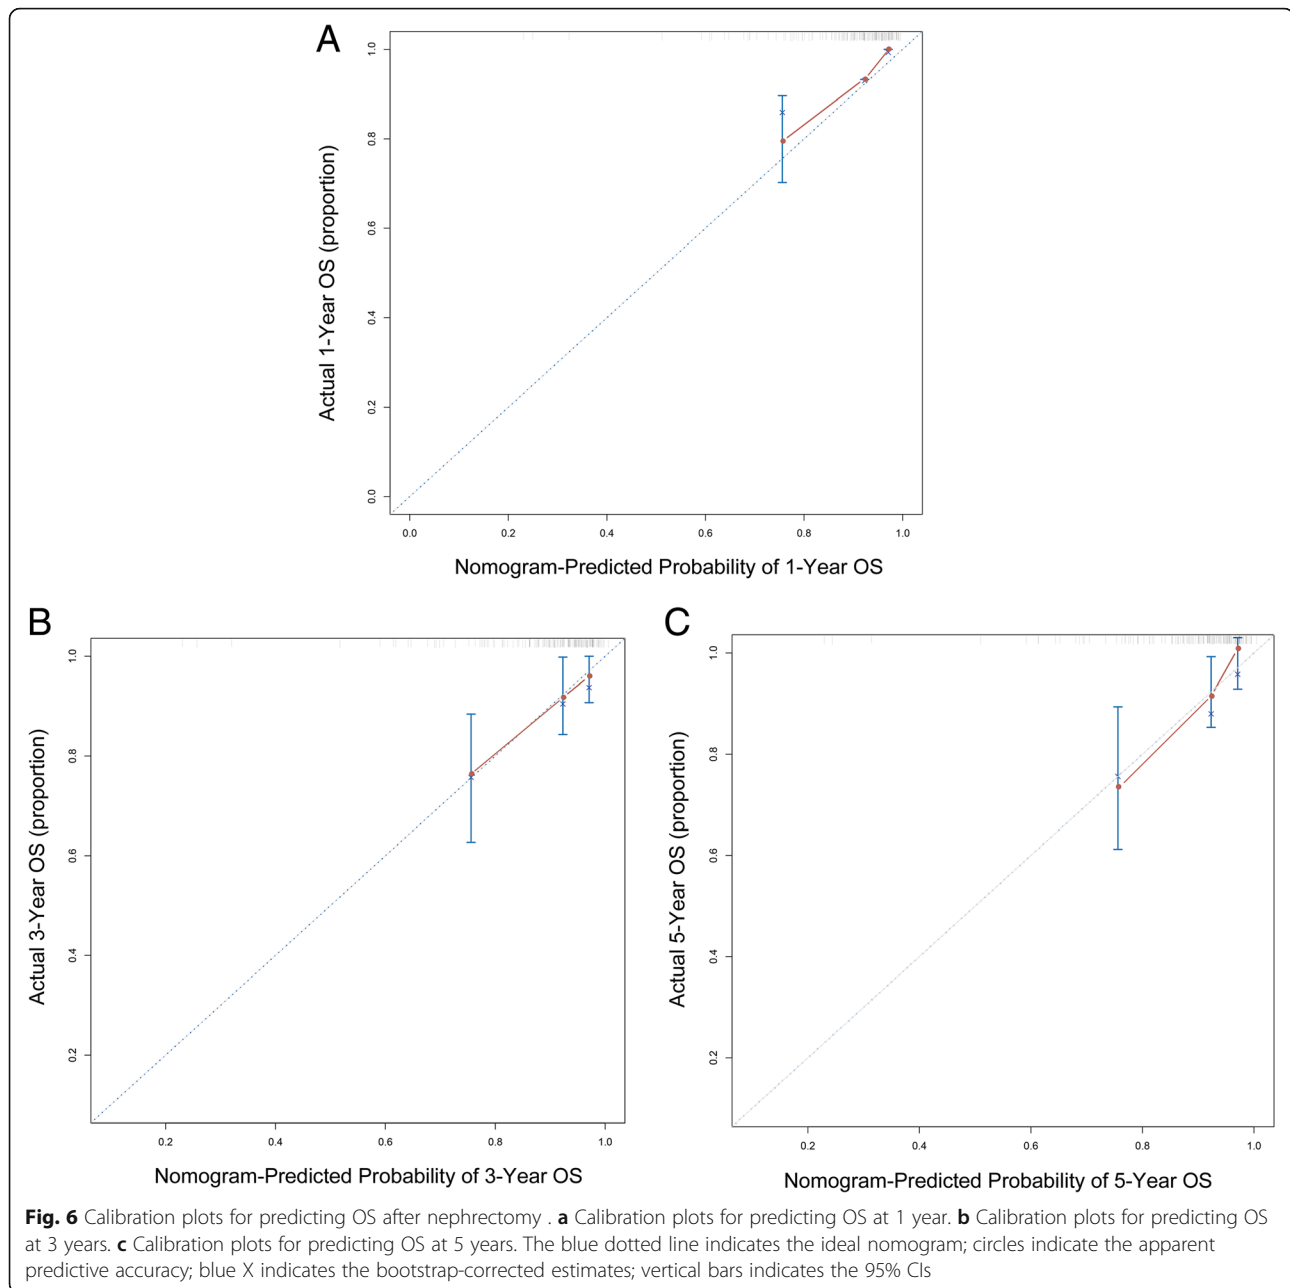 A
Actual 1-Year OS (proportion)
1.0
0.8
0.6
0.4
0.2
0.0
0.0 0.2 0.4 0.6 0.8 1.0
Nomogram-Predicted Probability of 1-Year OS
B
Actual 3-Year OS (proportion)
1.0
0.8
0.6
0.4
0.2
0.2 0.4 0.6 0.8 1.0
Nomogram-Predicted Probability of 3-Year OS
C
Actual 5-Year OS (proportion)
1.0
0.8
0.6
0.4
0.2
0.2 0.4 0.6 0.8 1.0
Nomogram-Predicted Probability of 5-Year OS
Fig. 6 Calibration plots for predicting OS after nephrectomy . a Calibration plots for predicting OS at 1 year. b Calibration plots for predicting OS
at 3 years. c Calibration plots for predicting OS at 5 years. The blue dotted line indicates the ideal nomogram; circles indicate the apparent
predictive accuracy; blue X indicates the bootstrap-corrected estimates; vertical bars indicates the 95% CIs